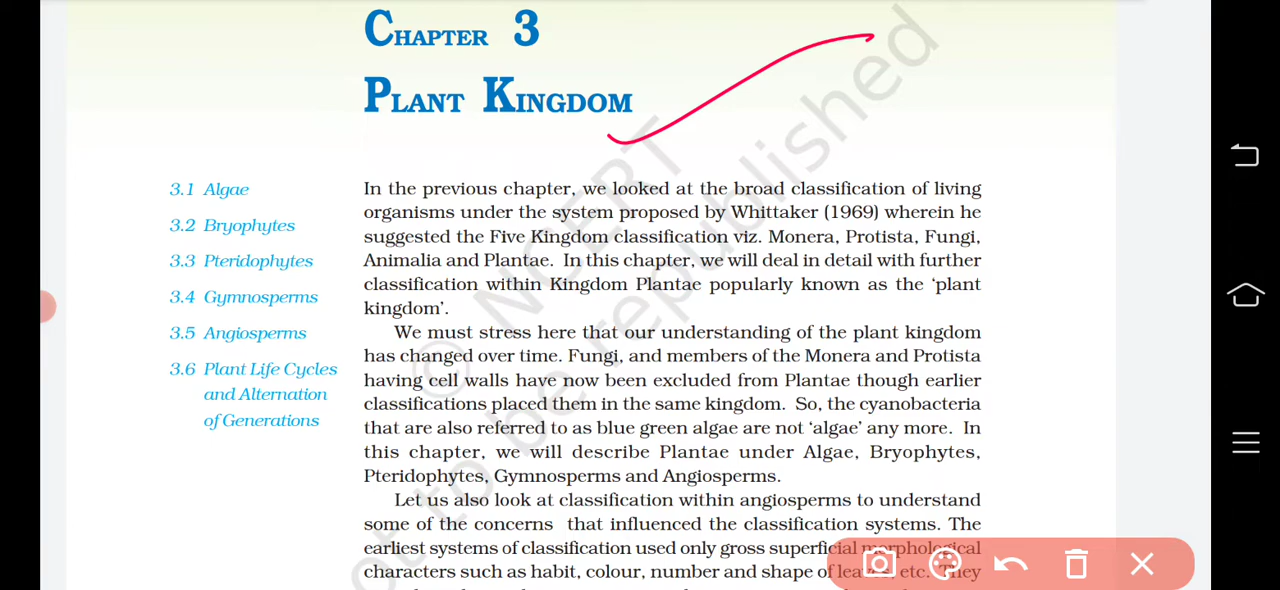 CHAPTER 3
PLANT KINGDOM
3.1 Algae
3.2 Bryophytes
3.3 Pteridophytes
3.4 Gymnosperms
3.5 Angiosperms
3.6 Plant Life Cycles
and Alternation
of Generations
In the previous chapter, we looked at the broad classification of living
organisms under the system proposed by Whittaker (1969) wherein he
suggested the Five Kingdom classification viz. Monera, Protista, Fungi,
Animalia and Plantae. In this chapter, we will deal in detail with further
classification within Kingdom Plantae popularly known as the ‘plant
kingdom’.
We must stress here that our understanding of the plant kingdom
has changed over time. Fungi, and members of the Monera and Protista
having cell walls have now been excluded from Plantae though earlier
classifications placed them in the same kingdom. So, the cyanobacteria
that are also referred to as blue green algae are not ‘algae’ any more. In
this chapter, we will describe Plantae under Algae, Bryophytes,
Pteridophytes, Gymnosperms and Angiosperms.
Let us also look at classification within angiosperms to understand
some of the concerns that influenced the classification systems. The
earliest systems of classification used only gross superficial morphological
characters such as habit, colour, number and shape of leaves, etc. They
© NCERT
not to be republished